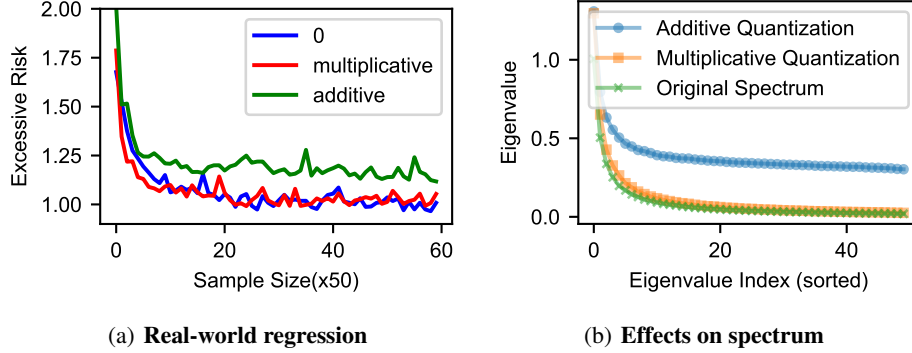 2.00
1.75
1.50
1.25
1.00
Excessive Risk
0
multiplicative
additive
0
20
40
60
Sample Size(x50)
(a) Real-world regression
1.0
0.5
0.0
Eigenvalue
Additive Quantization
Multiplicative Quantization
Original Spectrum
0
20
40
Eigenvalue Index (sorted)
(b) Effects on spectrum